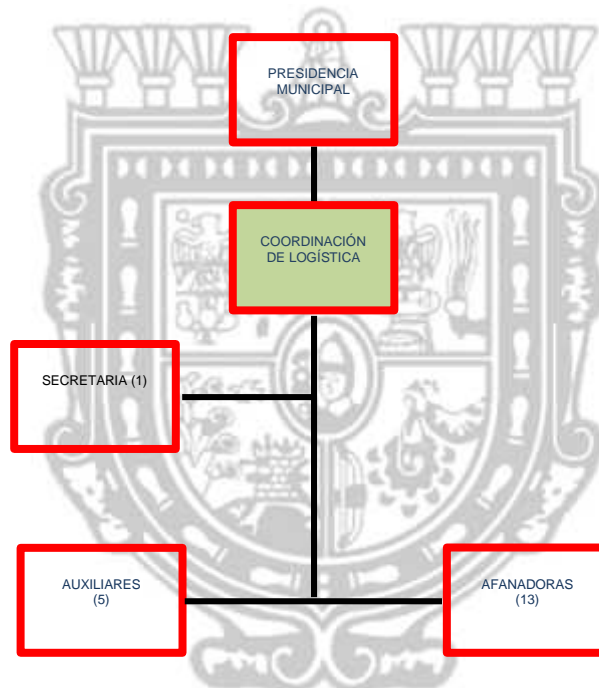 PRESIDENCIA
MUNICIPAL
COORDINACIÓN
DE LOGÍSTICA
SECRETARIA (1)
AUXILIARES
(5)
AFANADORAS
(13)